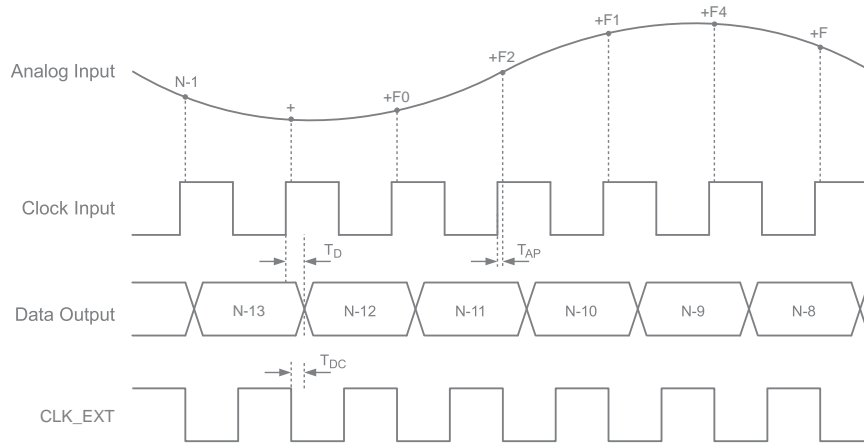 +F4
+F1
+F
+F2
Analog Input
N-1
+
+F0
Clock Input
TD
TAP
Data Output
N-13
N-12
N-11
N-10
N-9
N-8
TDC
CLK_EXT